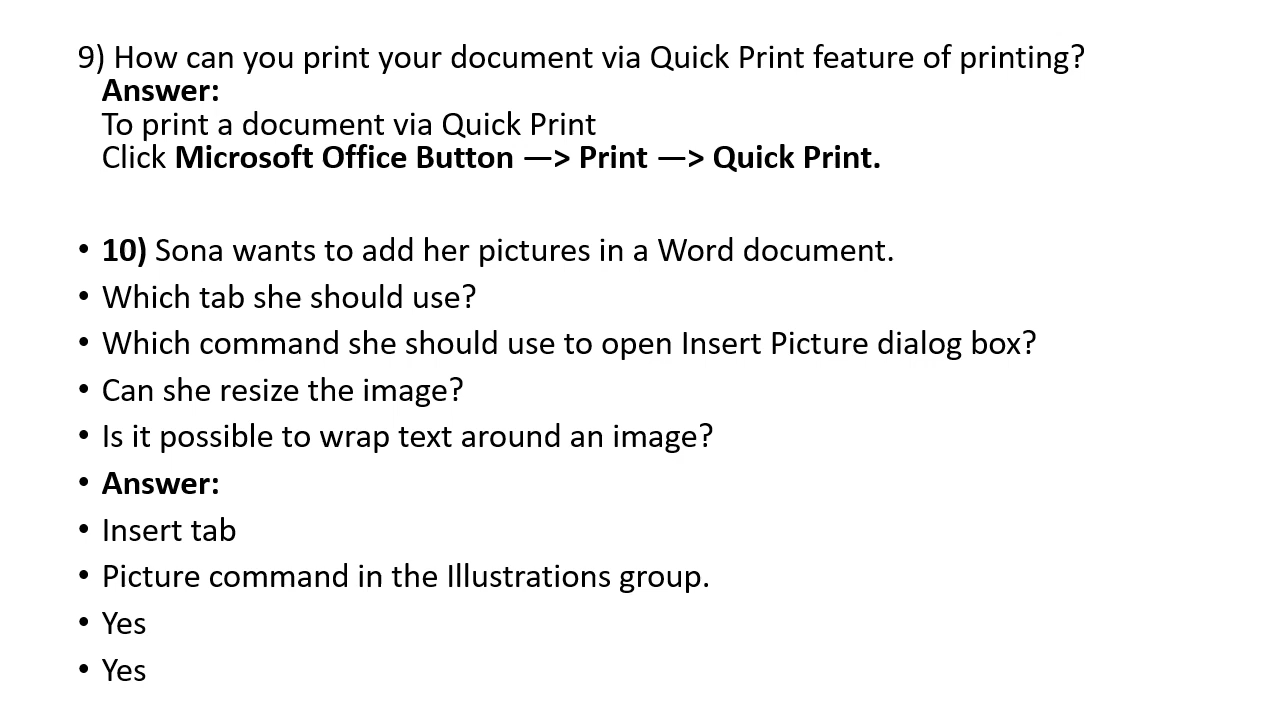 9) How can you print your document via Quick Print feature of printing?
Answer:
To print a document via Quick Print
Click Microsoft Office Button —> Print —> Quick Print.
• 10) Sona wants to add her pictures in a Word document.
• Which tab she should use?
• Which command she should use to open Insert Picture dialog box?
• Can she resize the image?
• Is it possible to wrap text around an image?
• Answer:
• Insert tab
• Picture command in the Illustrations group.
• Yes
• Yes